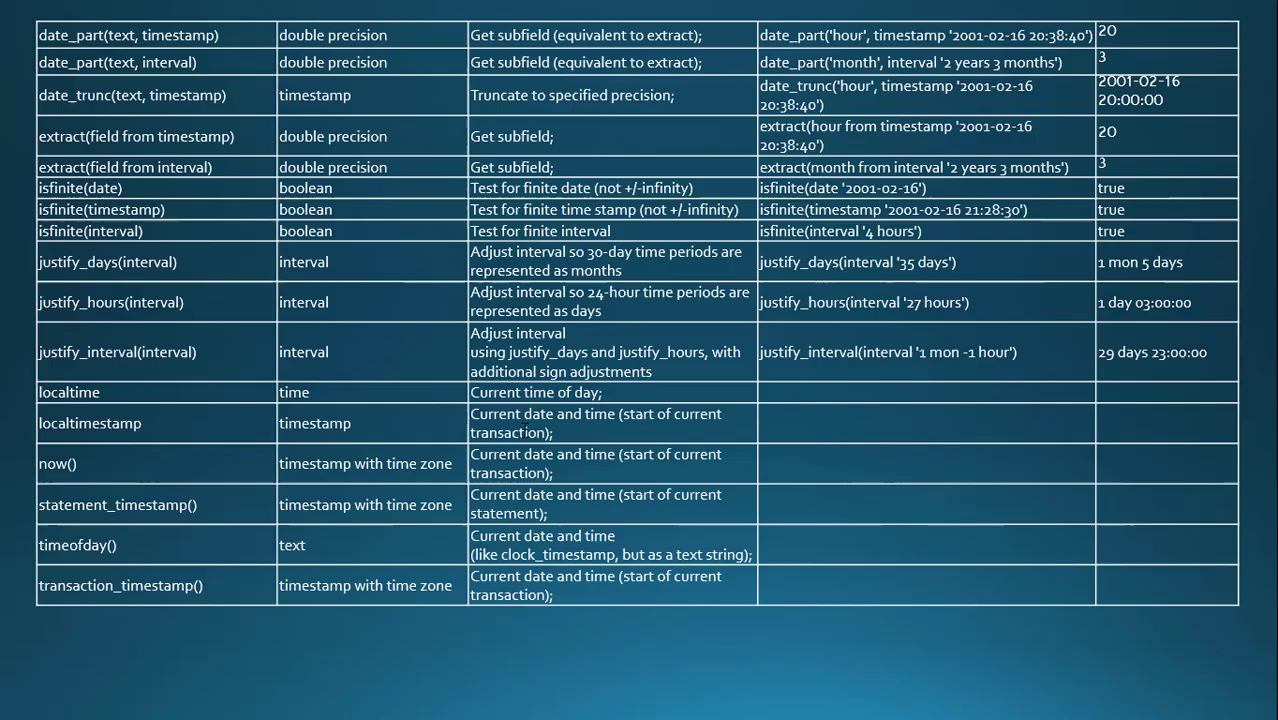 date_part(text, timestamp) double precision Get subfield (equivalent to extract); date_part('hour', timestamp '2001-02-16 20:38:40') 20
date_part(text, interval) double precision Get subfield (equivalent to extract); date_part('month', interval '2 years 3 months') 3
date_trunc(text, timestamp) timestamp Truncate to specified precision; date_trunc('hour', timestamp '2001-02-16
20:38:40') 2001-02-16
20:00:00
extract(field from timestamp) double precision Get subfield; extract(hour from timestamp '2001-02-16
20:38:40') 20
extract(field from interval) double precision Get subfield; extract(month from interval '2 years 3 months') 3
isfinite(date) boolean Test for finite date (not +/-infinity) isfinite(date '2001-02-16') true
isfinite(timestamp) boolean Test for finite time stamp (not +/-infinity) isfinite(timestamp '2001-02-16 21:28:30') true
isfinite(interval) boolean Test for finite interval isfinite(interval '4 hours') true
justify_days(interval) interval Adjust interval so 30-day time periods are
represented as months justify_days(interval '35 days') 1 mon 5 days
justify_hours(interval) interval Adjust interval so 24-hour time periods are
represented as days justify_hours(interval '27 hours') 1 day 03:00:00
justify_interval(interval) interval Adjust interval
using justify_days and justify_hours, with
additional sign adjustments justify_interval(interval '1 mon -1 hour') 29 days 23:00:00
localtime time Current time of day;
localtimestamp timestamp Current date and time (start of current
transaction);
now() timestamp with time zone Current date and time (start of current
transaction);
statement_timestamp() timestamp with time zone Current date and time (start of current
statement);
timeofday() text Current date and time
(like clock_timestamp, but as a text string);
transaction_timestamp() timestamp with time zone Current date and time (start of current
transaction);